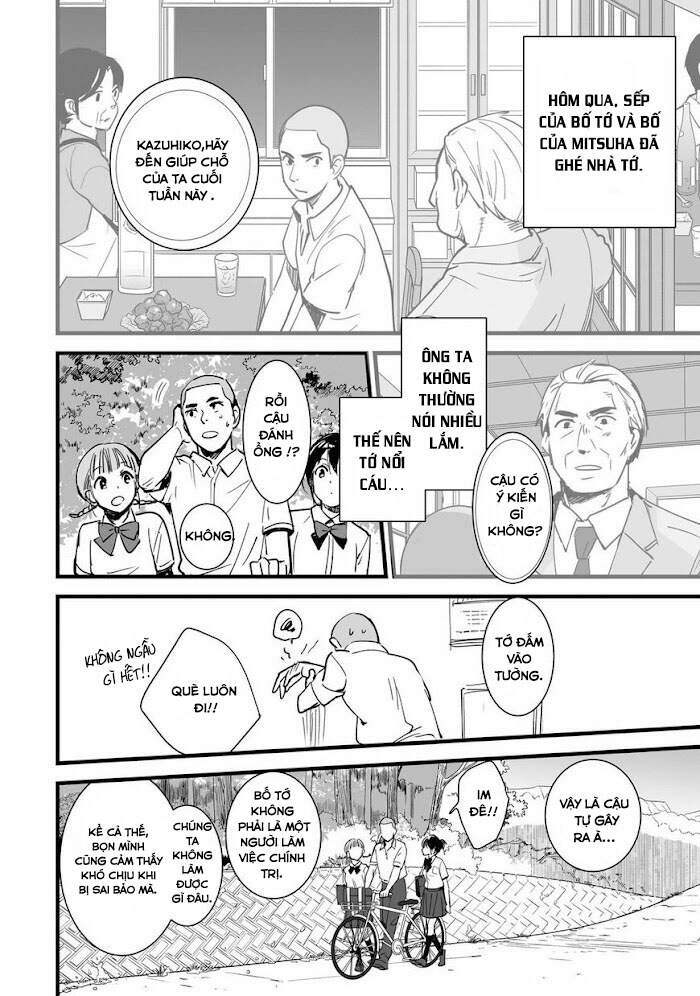 HÔM QUA, SẾP
CỦA BỐ TỚ VÀ BỐ
CỦA MITSUHA ĐÃ
GHÉ NHÀ TỚ.
KAZUHIKO,HÃY
ĐẾN GIÚP CHỖ
CỦA TA CUỐI
TUẦN NÀY .
ÔNG TA
KHÔNG
THƯỜNG
NÓI NHIỀU
LẮM.
CẬU CÓ
Ý KIẾN
GÌ
KHÔNG?
THẾ NÊN
TỚ NỔI
CÁU...
RỒI
CẬU
ĐÁNH
ỔNG !?
KHÔNG.
TỚ ĐẤM
VÀO
TƯỜNG.
QUÈ LUÔN
ĐI!!
KHÔNG NGẦU
GÌ HẾT!!
VẬY LÀ CẬU
TỰ GÂY
RA À...
IM
ĐÊ!!
BỐ TỚ
KHÔNG
PHẢI LÀ MỘT
NGƯỜI LÀM
VIỆC CHÍNH
TRỊ.
CHÚNG
TA KHÔNG
LÀM ĐƯỢC
GÌ ĐÂU.
KỂ CẢ THẾ,
BỌN MÌNH
CŨNG CẢM THẤY
KHÓ CHỊU KHI
BỊ SAI BẢO MÀ.